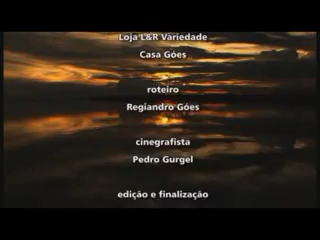 Loja L&R Variedade
Casa Góes
roteiro
Regiandro Góes
cinegrafista
Pedro Gurgel
edição e finalização